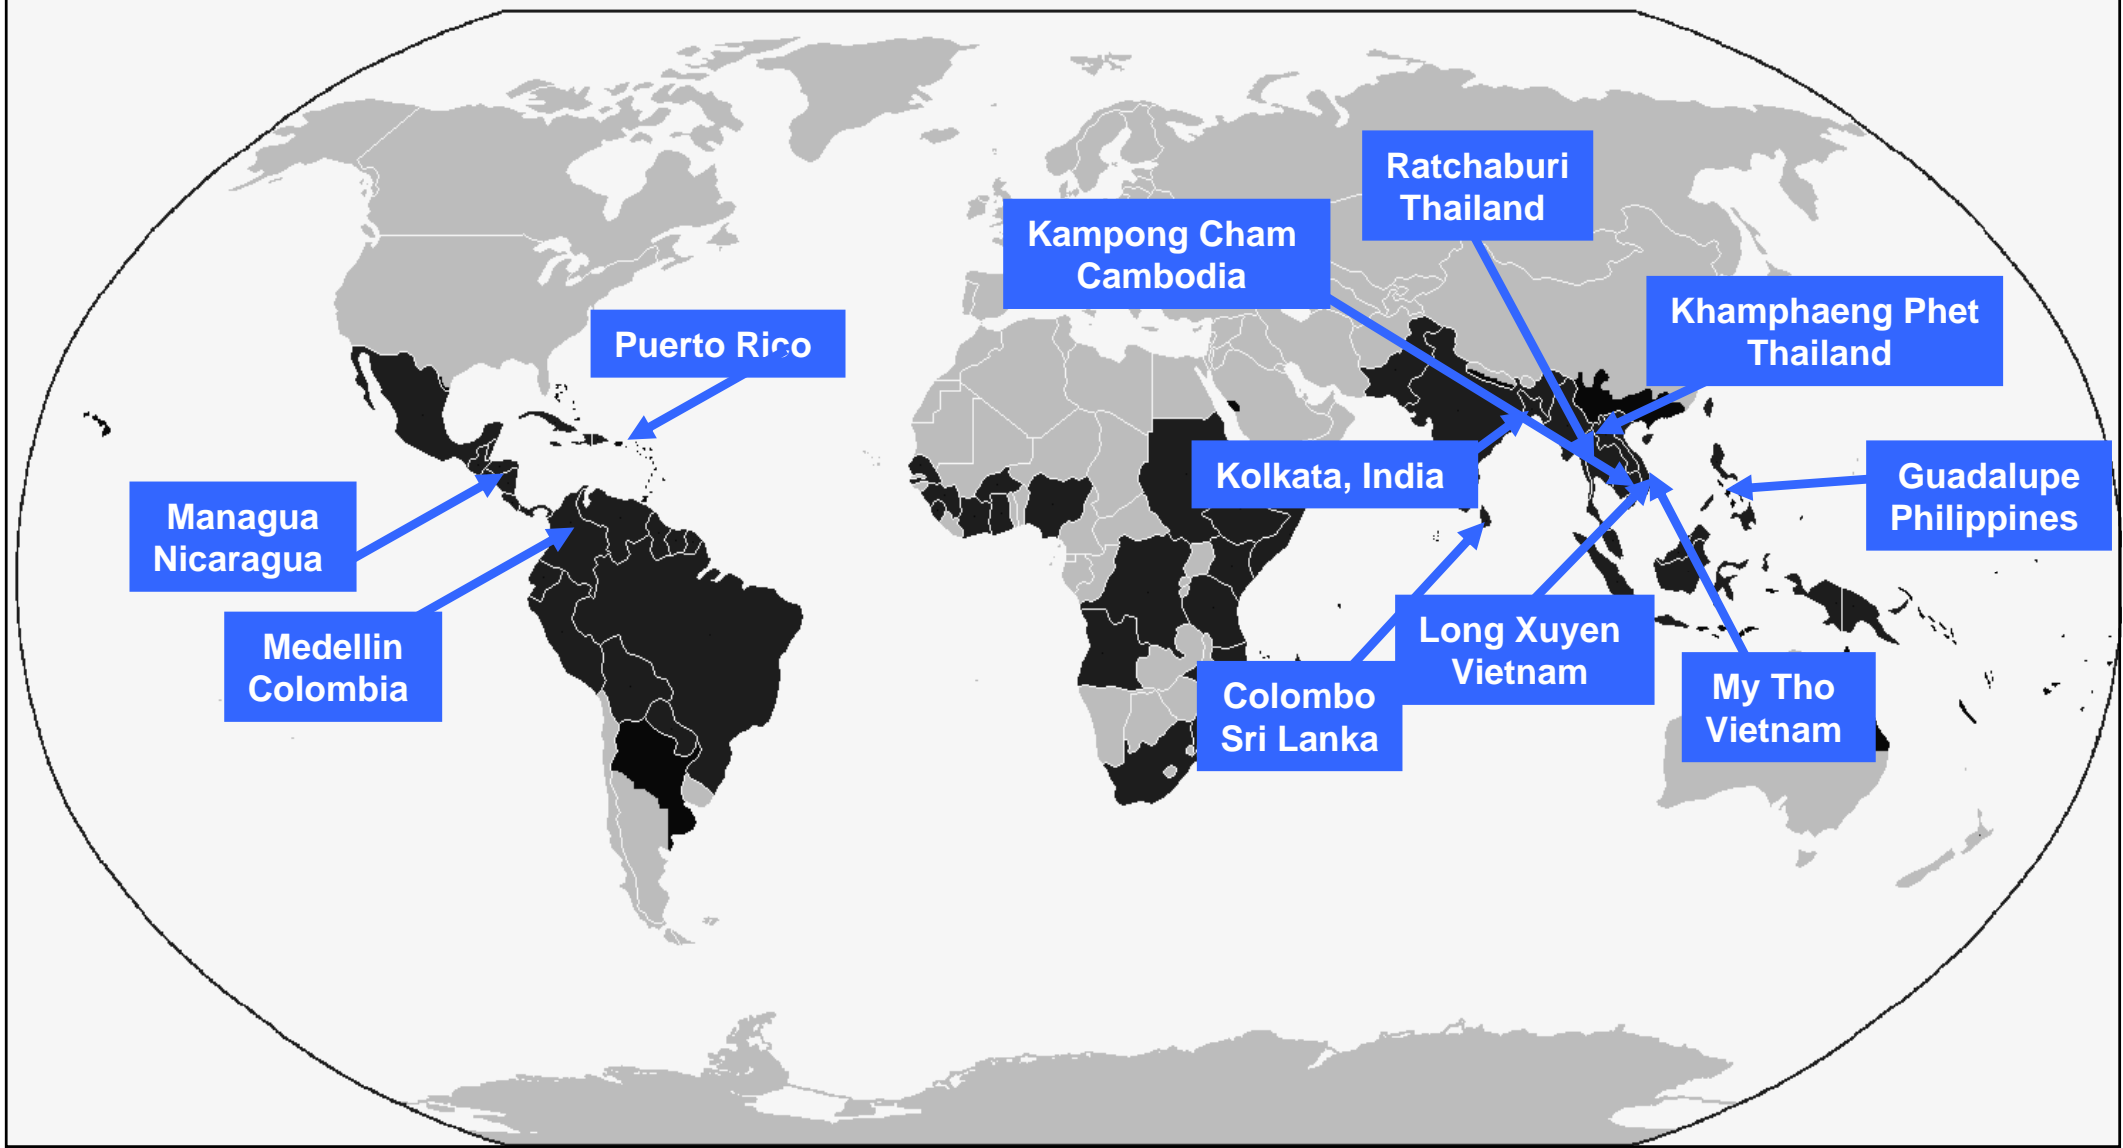 Ratchaburi
Thailand
Kampong Cham
Cambodia
Khamphaeng Phet
Thailand
Puerto Rico
Kolkata, India
Guadalupe
Philippines
Managua
Nicaragua
Medellin
Colombia
Long Xuyen
Vietnam
Colombo
Sri Lanka
My Tho
Vietnam